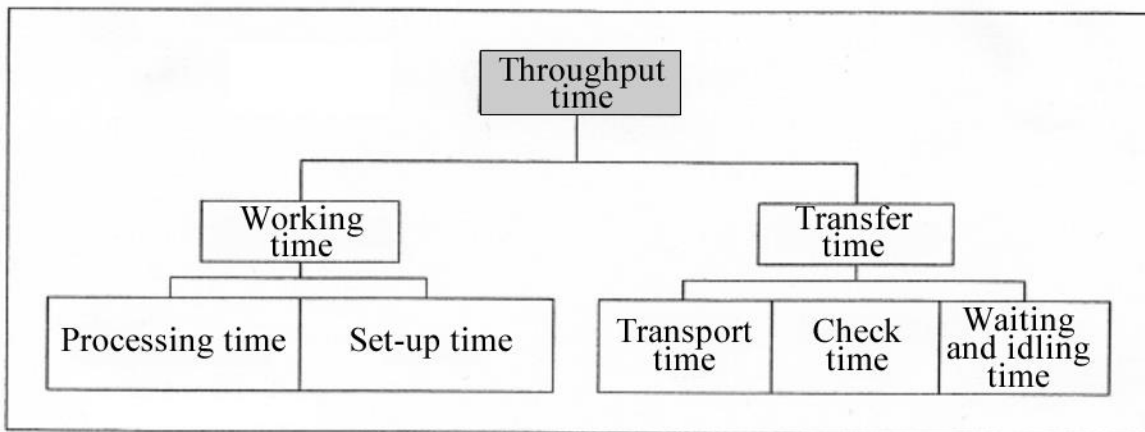 Throughput
time
Working
time
Transfer
time
Processing time
Set-up time
Transport
time
Check
time
Waiting
and idling
time